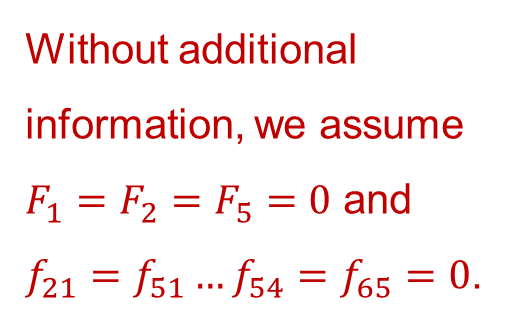 Without additional
information, we assume
𝐹₁ = 𝐹₂ = 𝐹₅ = 0 and
𝑓₂₁ = 𝑓₅₁ … 𝑓₅₄ = 𝑓₆₅ = 0.